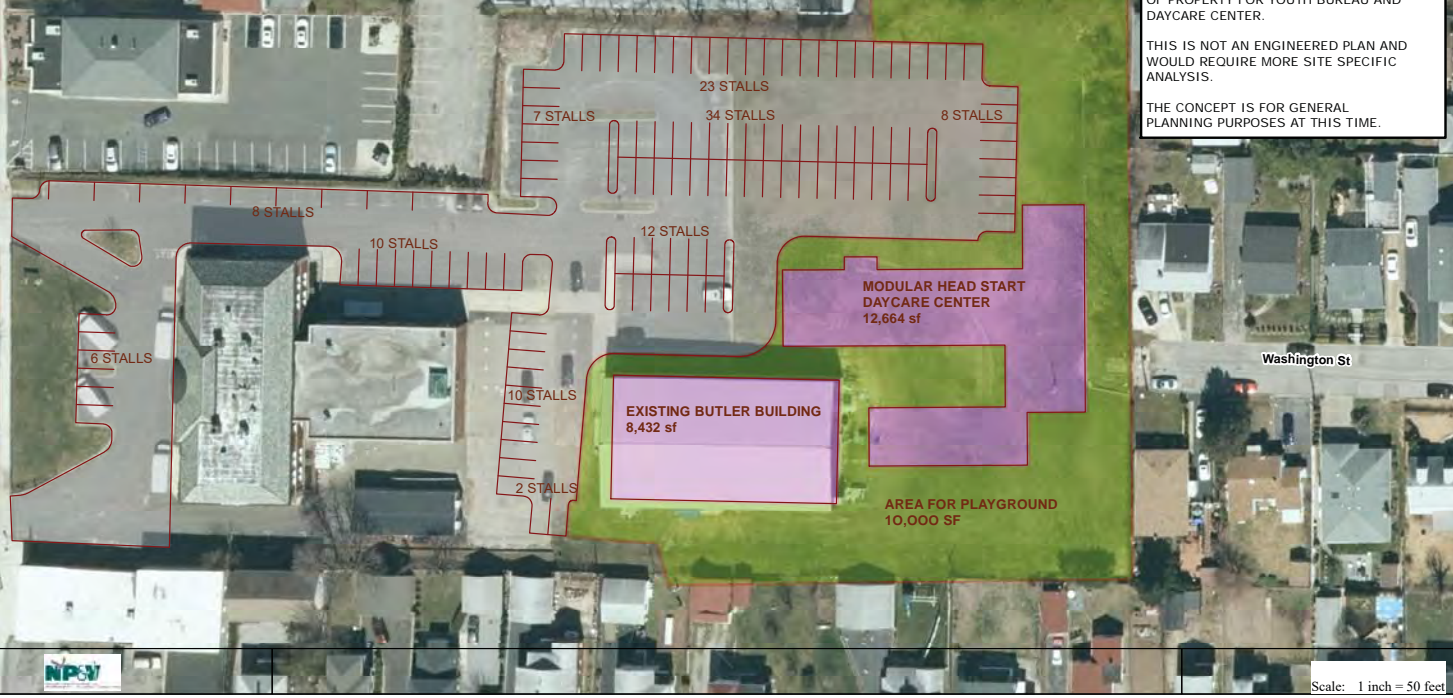 OF PROPERTY FOR YOUTH BUREAU AND
DAYCARE CENTER.
THIS IS NOT AN ENGINEERED PLAN AND
WOULD REQUIRE MORE SITE SPECIFIC
ANALYSIS.
THE CONCEPT IS FOR GENERAL
PLANNING PURPOSES AT THIS TIME.
23 STALLS
7 STALLS
34 STALLS
8 STALLS
8 STALLS
10 STALLS
12 STALLS
MODULAR HEAD START
DAYCARE CENTER
12,664 sf
6 STALLS
Washington St
10 STALLS
EXISTING BUTLER BUILDING
8,432 sf
2 STALLS
AREA FOR PLAYGROUND
10,OOO SF
NP&V
Scale: 1 inch = 50 feet